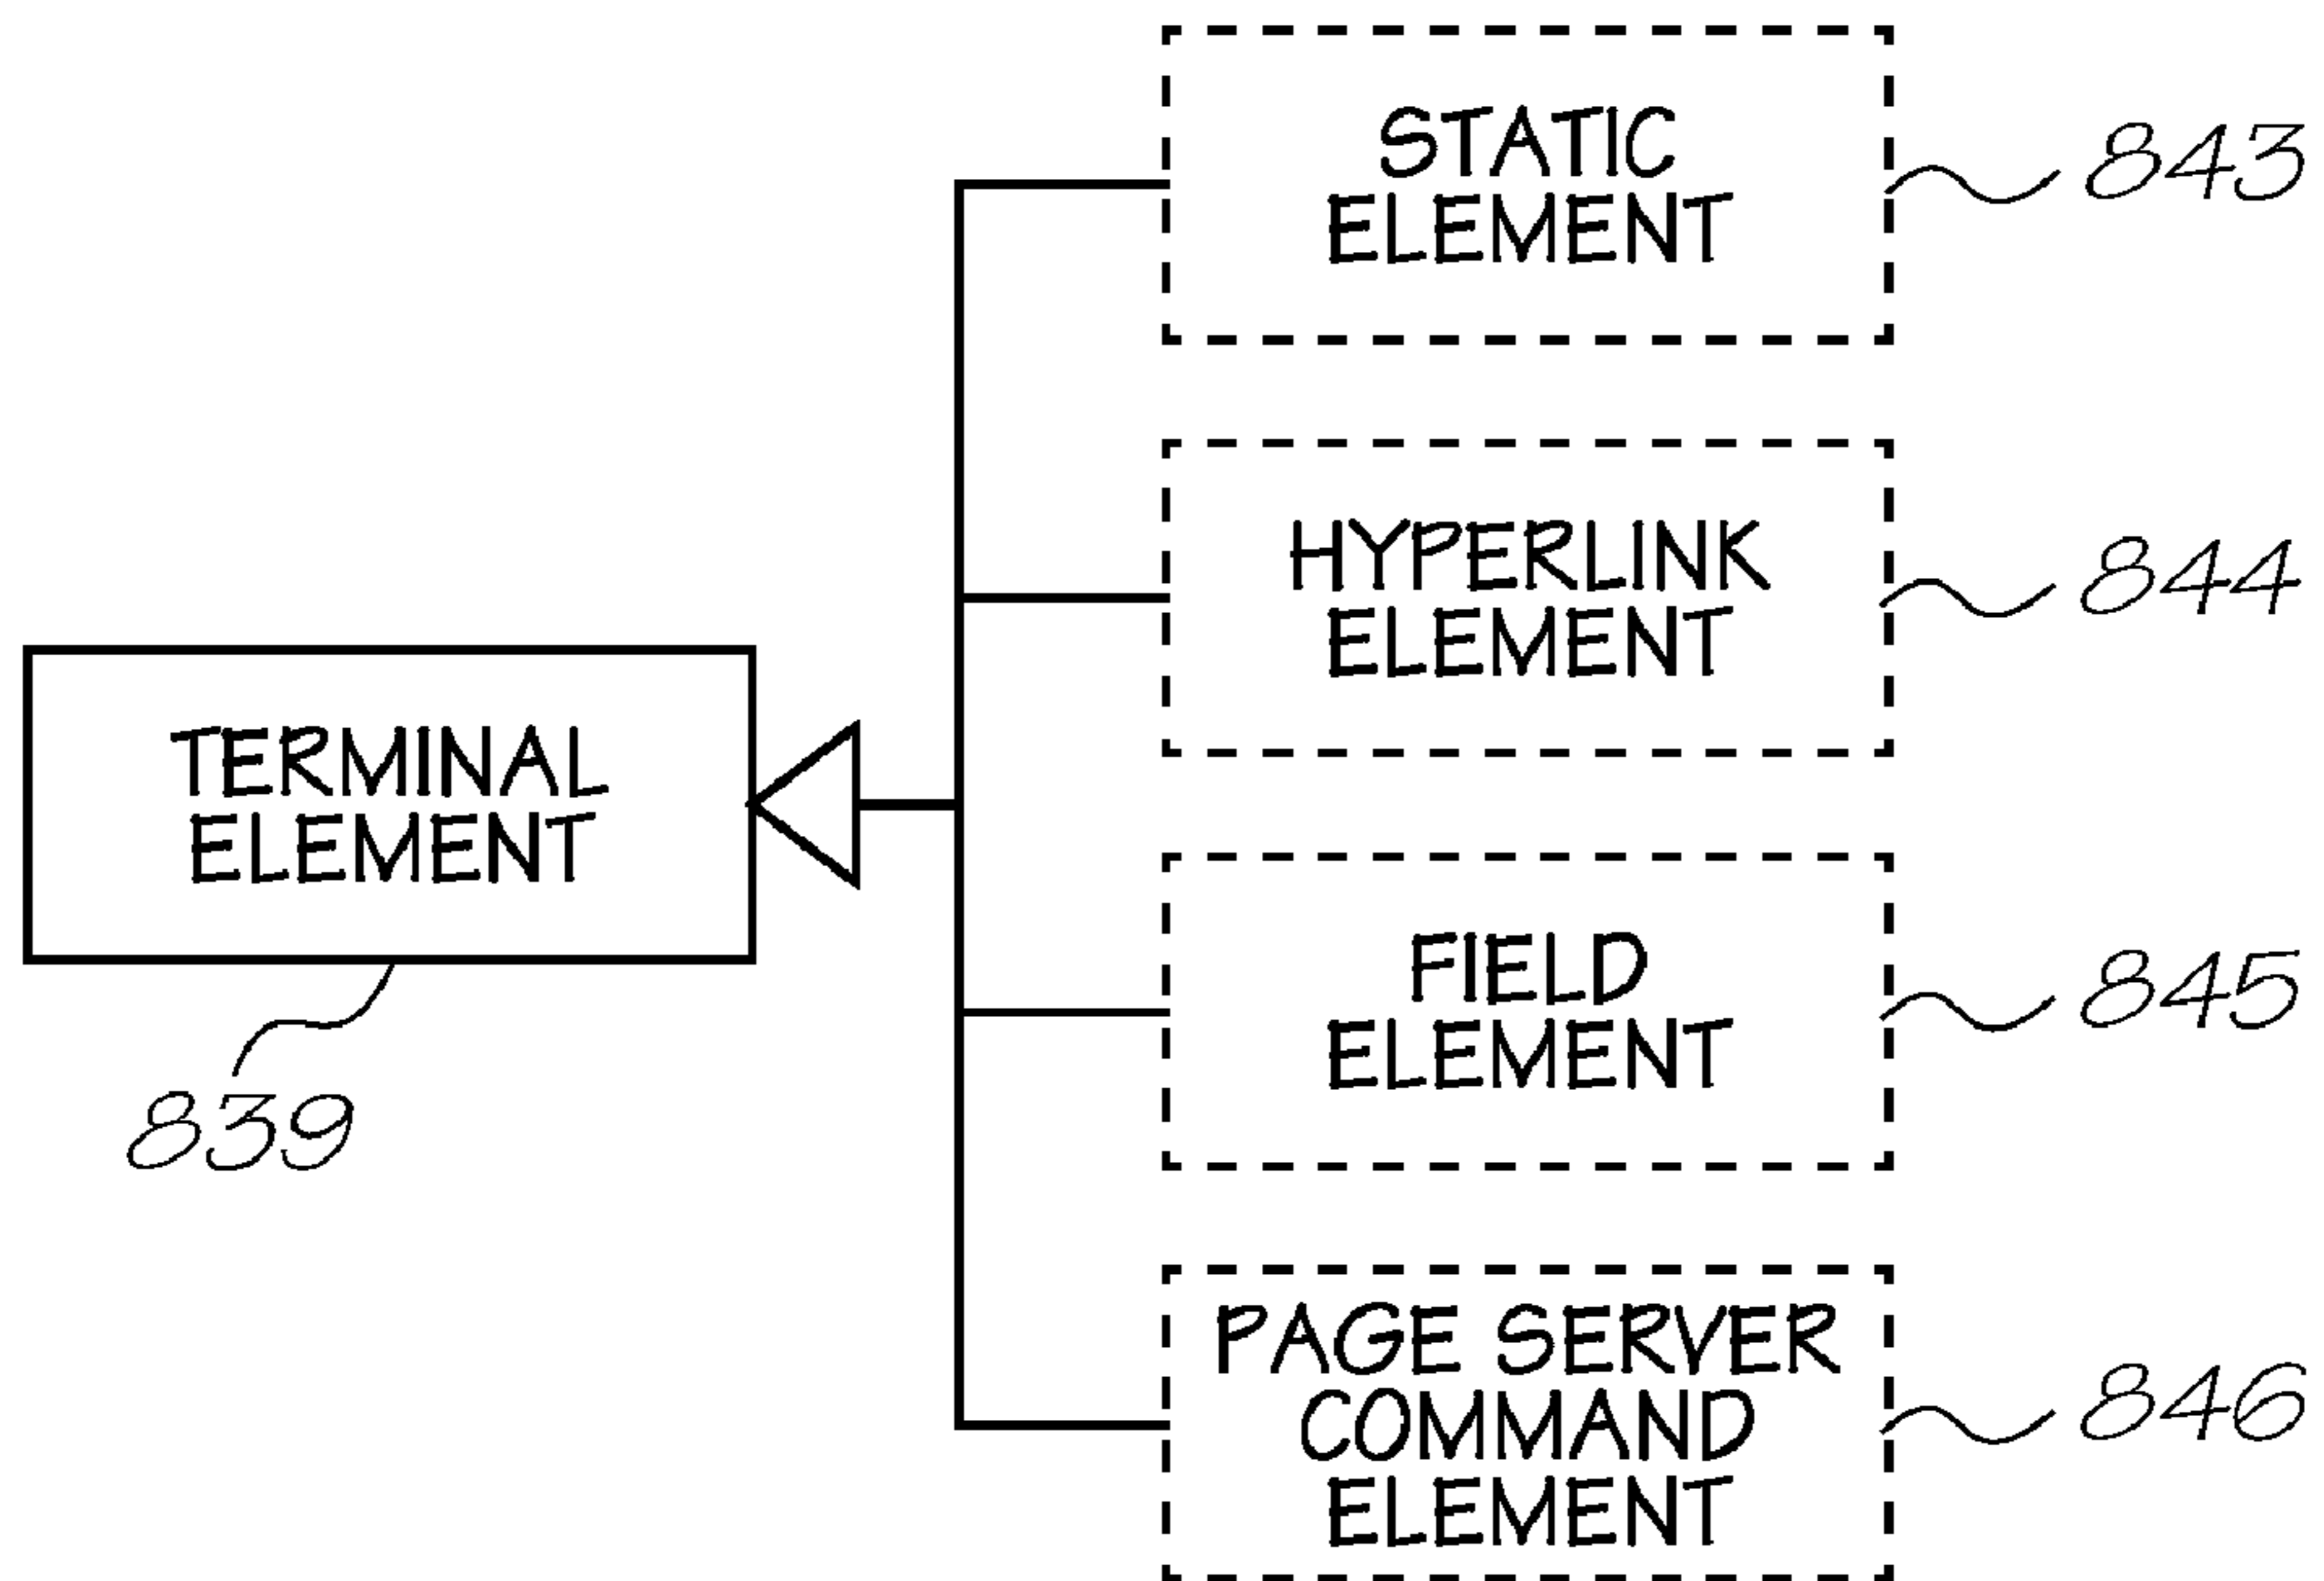 STATIC
ELEMENT
843
HYPERLINK
ELEMENT
844
TERMINAL
ELEMENT
839
FIELD
ELEMENT
845
PAGE SERVER
COMMAND
ELEMENT
846